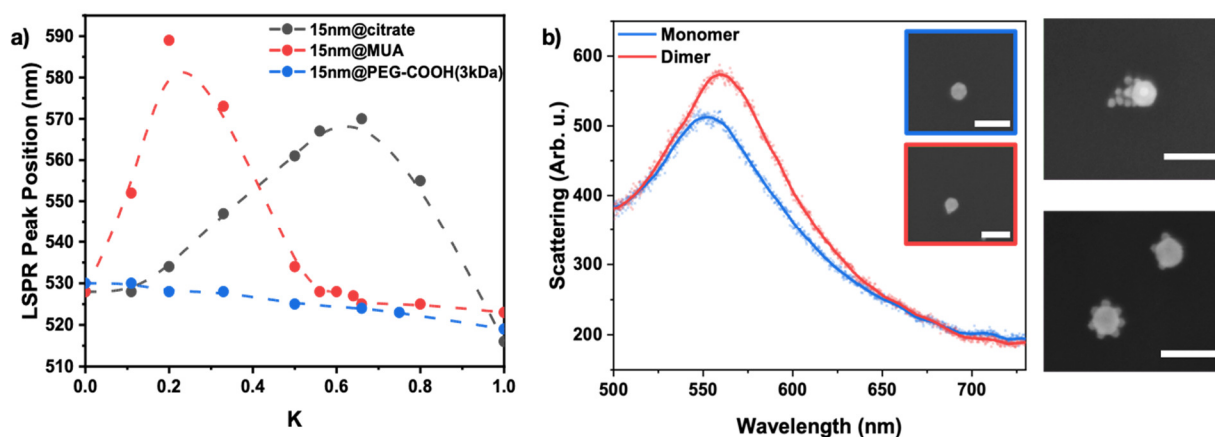 a)
15nm@citrate
15nm@MUA
15nm@PEG-COOH(3kDa)
LSPR Peak Position (nm)
590
580
570
560
550
540
530
520
510
0.0 0.2 0.4 0.6 0.8 1.0
K
b)
Monomer
Dimer
Scattering (Arb. u.)
600
500
400
300
200
500 550 600 650 700
Wavelength (nm)